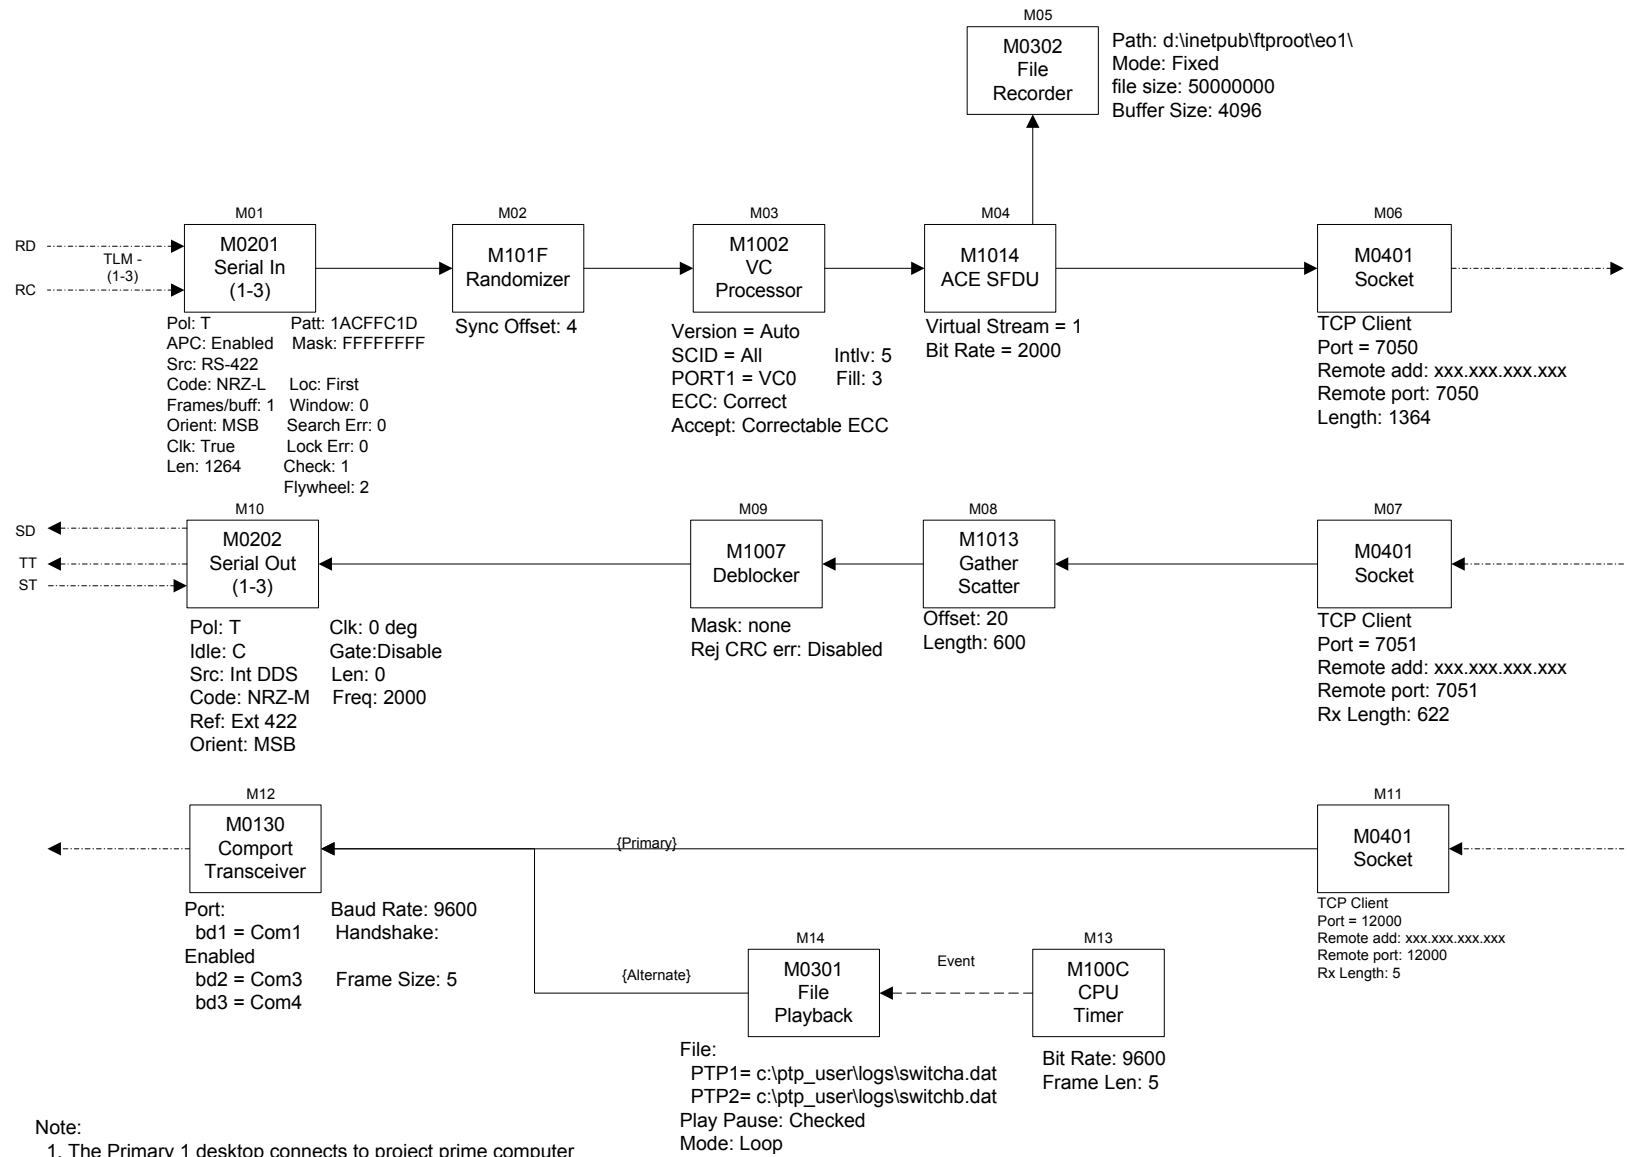 M05
M0302
File
Recorder
Path: d:\inetpub\ftproot\eo1\
Mode: Fixed
file size: 50000000
Buffer Size: 4096
RD
RC
TLM -
(1-3)
M01
M0201
Serial In
(1-3)
Pol: T Patt: 1ACFFC1D
APC: Enabled Mask: FFFFFFFF
Src: RS-422
Code: NRZ-L Loc: First
Frames/buff: 1 Window: 0
Orient: MSB Search Err: 0
Clk: True Lock Err: 0
Len: 1264 Check: 1
Flywheel: 2
M02
M101F
Randomizer
Sync Offset: 4
M03
M1002
VC
Processor
Version = Auto
SCID = All Intlv: 5
PORT1 = VC0 Fill: 3
ECC: Correct
Accept: Correctable ECC
M04
M1014
ACE SFDU
Virtual Stream = 1
Bit Rate = 2000
M06
M0401
Socket
TCP Client
Port = 7050
Remote add: xxx.xxx.xxx.xxx
Remote port: 7050
Length: 1364
SD
TT
ST
M10
M0202
Serial Out
(1-3)
Pol: T Clk: 0 deg
Idle: C Gate:Disable
Src: Int DDS Len: 0
Code: NRZ-M Freq: 2000
Ref: Ext 422
Orient: MSB
M09
M1007
Deblocker
Mask: none
Rej CRC err: Disabled
M08
M1013
Gather
Scatter
Offset: 20
Length: 600
M07
M0401
Socket
TCP Client
Port = 7051
Remote add: xxx.xxx.xxx.xxx
Remote port: 7051
Rx Length: 622
M12
M0130
Comport
Transceiver
Port: Baud Rate: 9600
bd1 = Com1 Handshake:
Enabled
bd2 = Com3 Frame Size: 5
bd3 = Com4
{Primary}
{Alternate}
M11
M0401
Socket
TCP Client
Port = 12000
Remote add: xxx.xxx.xxx.xxx
Remote port: 12000
Rx Length: 5
M14
M0301
File
Playback
File:
PTP1= c:\ptp_user\logs\switcha.dat
PTP2= c:\ptp_user\logs\switchb.dat
Play Pause: Checked
Mode: Loop
Event
M13
M100C
CPU
Timer
Bit Rate: 9600
Frame Len: 5
Note:
1. The Primary 1 desktop connects to project prime computer